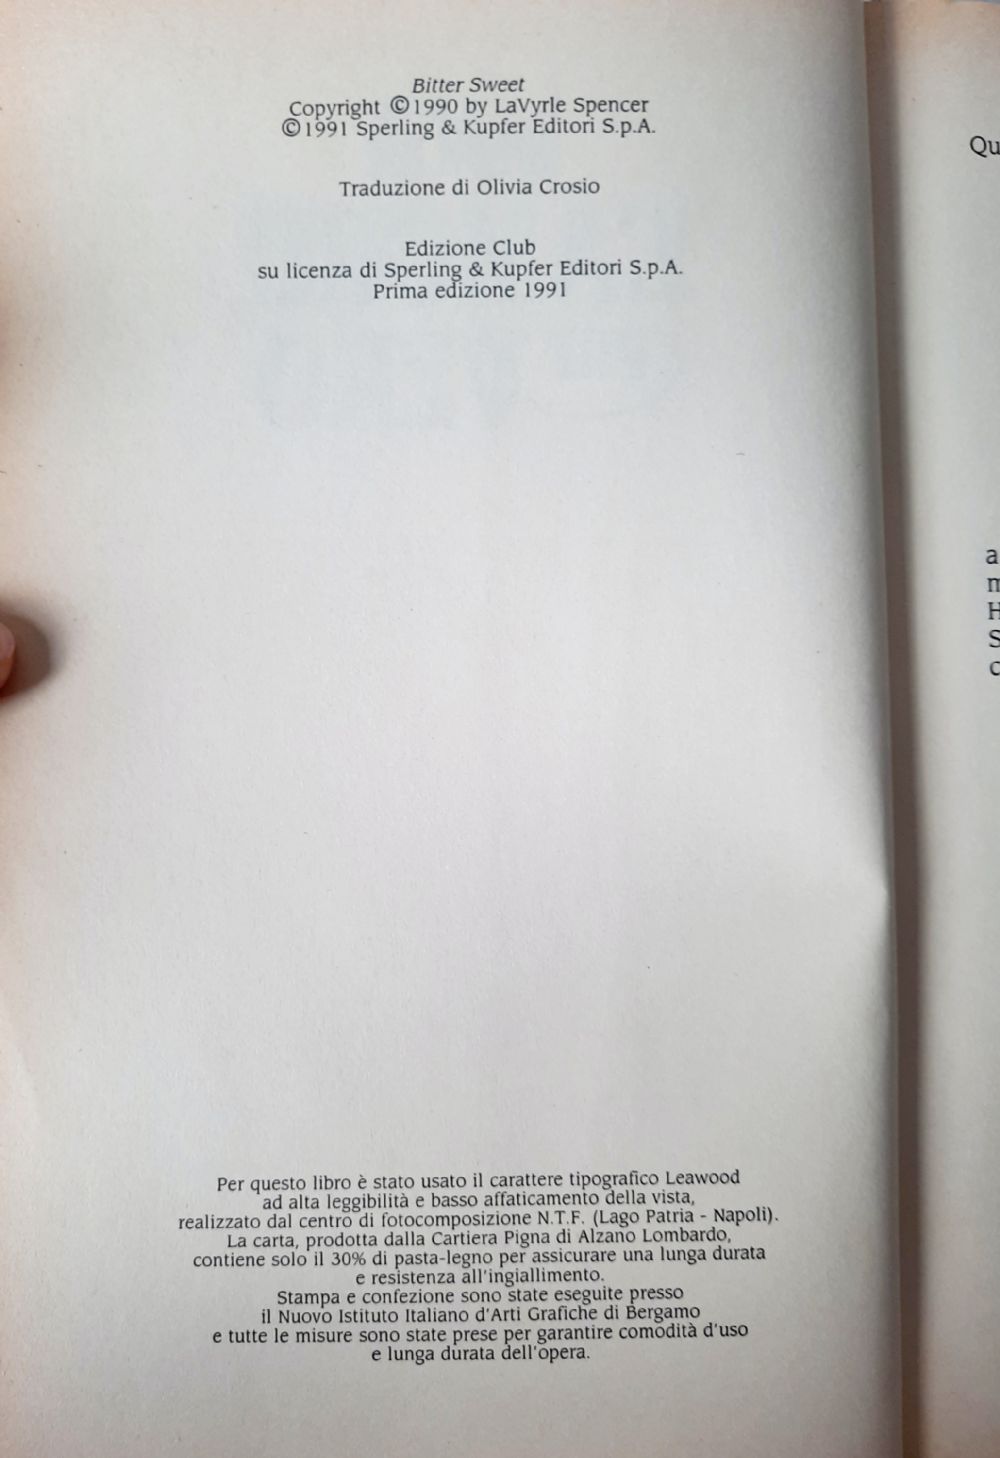 Bitter Sweet
Copyright ©1990 by LaVyrle Spencer
©1991 Sperling & Kupfer Editori S.p.A.
Traduzione di Olivia Crosio
Edizione Club
su licenza di Sperling & Kupfer Editori S.p.A.
Prima edizione 1991
Per questo libro è stato usato il carattere tipografico Leawood
ad alta leggibilità e basso affaticamento della vista,
realizzato dal centro di fotocomposizione N.T.F. (Lago Patria - Napoli).
La carta, prodotta dalla Cartiera Pigna di Alzano Lombardo,
contiene solo il 30% di pasta-legno per assicurare una lunga durata
e resistenza all'ingiallimento.
Stampa e confezione sono state eseguite presso
il Nuovo Istituto Italiano d'Arti Grafiche di Bergamo
e tutte le misure sono state prese per garantire comodità d'uso
e lunga durata dell'opera.